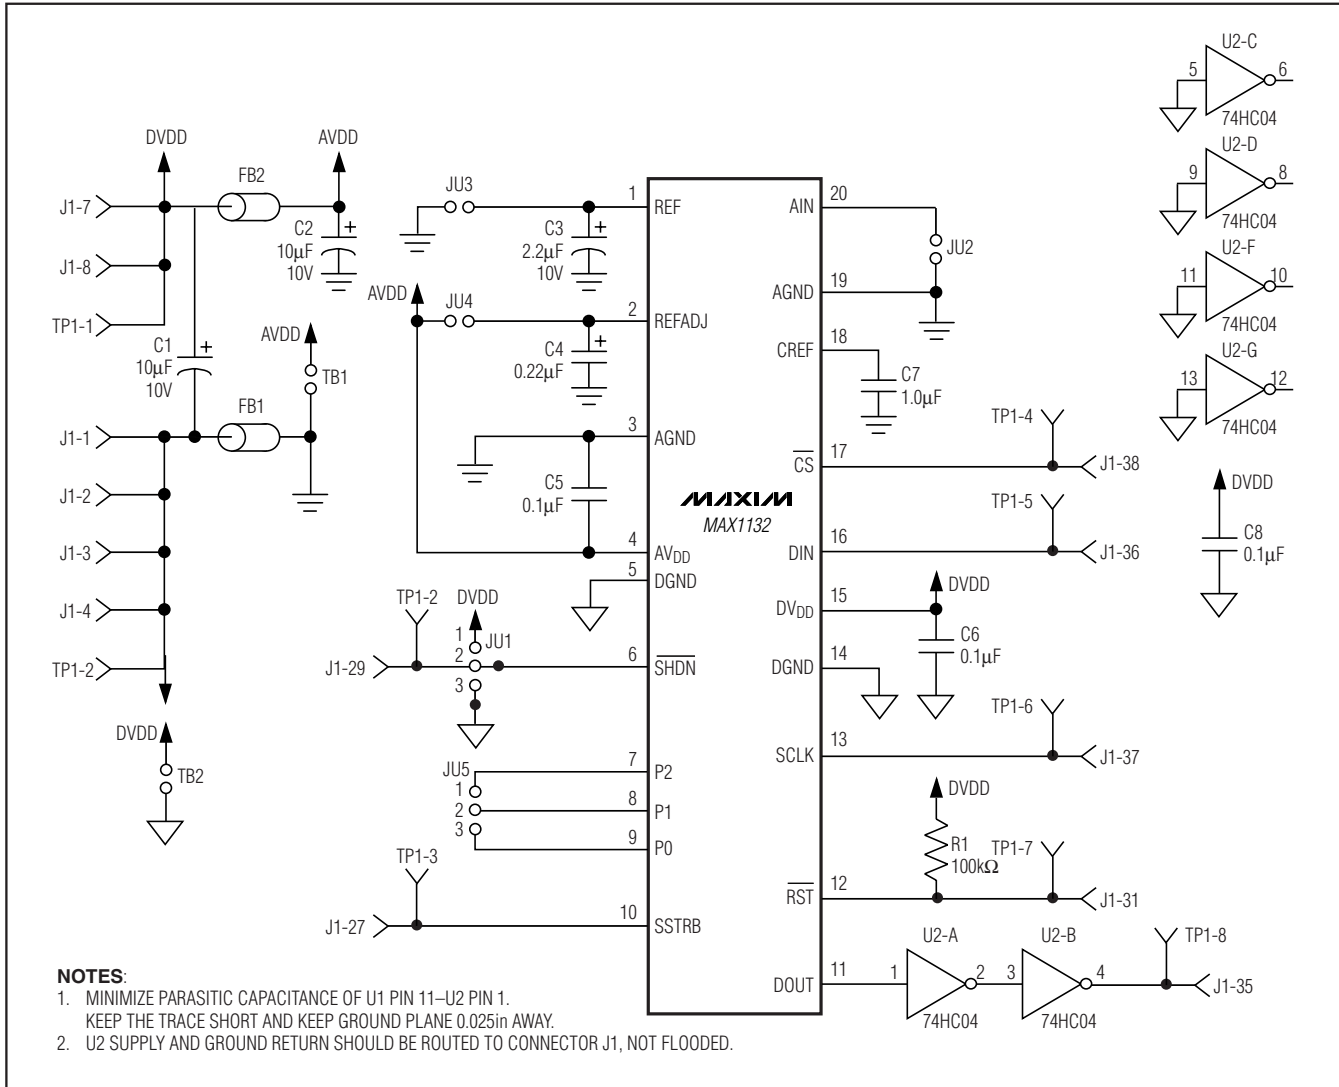 U2-C
5
6
74HC04
U2-D
9
8
74HC04
U2-F
11
10
74HC04
U2-G
13
12
74HC04
DVDD
AVDD
FB2
J1-7
J1-8
TP1-1
C2
10µF
10V
+
C1
10µF
10V
+
AVDD
TB1
FB1
J1-1
J1-2
J1-3
J1-4
TP1-2
DVDD
TB2
JU3
C3
2.2µF
10V
+
AVDD
JU4
C4
0.22µF
+
C5
0.1µF
TP1-2
DVDD
JU1
1
2
3
J1-29
JU5
1
2
3
TP1-3
J1-27
1
REF
2
REFADJ
3
AGND
4
AVDD
5
DGND
6
SHDN
7
P2
8
P1
9
P0
10
SSTRB
MAXIM
MAX1132
AIN
20
JU2
AGND
19
CREF
18
C7
1.0µF
TP1-4
CS
17
J1-38
TP1-5
DIN
16
J1-36
DVDD
DVDD
15
C6
0.1µF
DGND
14
TP1-6
SCLK
13
J1-37
DVDD
R1
100kΩ
TP1-7
RST
12
J1-31
U2-A
U2-B
TP1-8
DOUT
11
1
2
3
4
J1-35
74HC04
74HC04
DVDD
C8
0.1µF
NOTES:
1. MINIMIZE PARASITIC CAPACITANCE OF U1 PIN 11–U2 PIN 1.
KEEP THE TRACE SHORT AND KEEP GROUND PLANE 0.025in AWAY.
2. U2 SUPPLY AND GROUND RETURN SHOULD BE ROUTED TO CONNECTOR J1, NOT FLOODED.